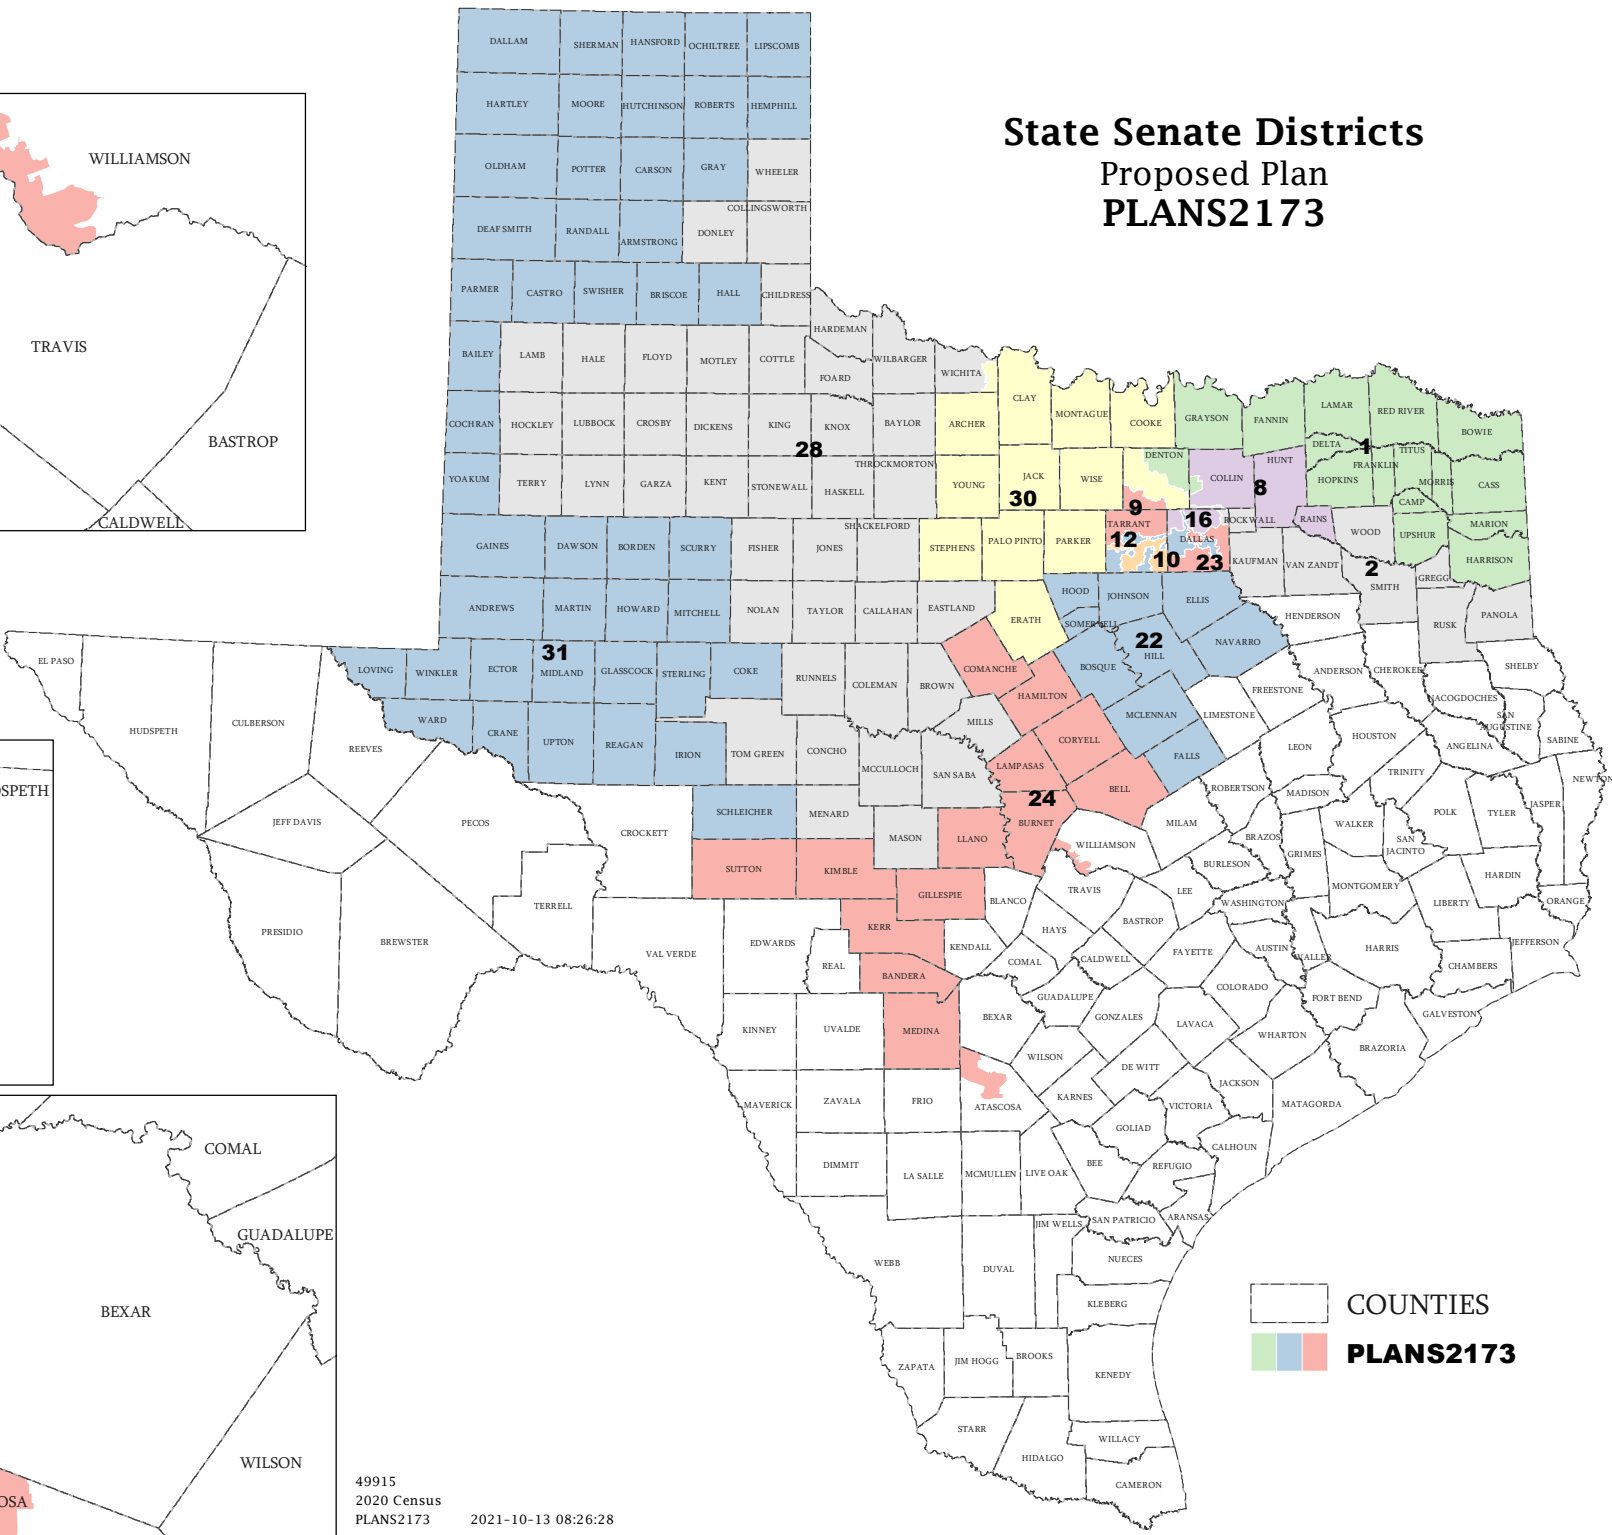 State Senate Districts
Proposed Plan
PLANS2173
DALLAM
SHERMAN
HANSFORD
OCHILTREE
LIPSCOMB
HARTLEY
MOORE
HUTCHINSON
ROBERTS
HEMPHILL
OLDHAM
POTTER
CARSON
GRAY
WHEELER
COLLINGSWORTH
DEAF SMITH
RANDALL
ARMSTRONG
DONLEY
PARMER
CASTRO
SWISHER
BRISCOE
HALL
CHILDRESS
HARDEMAN
BAILEY
LAMB
HALE
FLOYD
MOTLEY
COTTLE
FOARD
WILBARGER
WICHITA
COCHRAN
HOCKLEY
LUBBOCK
CROSBY
DICKENS
KING
KNOX
BAYLOR
ARCHER
CLAY
MONTAGUE
COOKE
GRAYSON
FANNIN
LAMAR
RED RIVER
BOWIE
28
1
DELTA
TITUS
FRANKLIN
MORRIS
HOPKINS
CASS
CAMP
YOAKUM
TERRY
LYNN
GARZA
KENT
STONEWALL
HASKELL
THROCKMORTON
YOUNG
JACK
30
WISE
DENTON
COLLIN
HUNT
8
9
16
TARRANT
12
10
DALLAS
23
ROCKWALL
RAINS
WOOD
UPSHUR
MARION
HARRISON
GAINES
DAWSON
BORDEN
SCURRY
FISHER
JONES
SHACKELFORD
STEPHENS
PALO PINTO
PARKER
KAUFMAN
VAN ZANDT
2
SMITH
GREGG
ANDREWS
MARTIN
HOWARD
MITCHELL
NOLAN
TAYLOR
CALLAHAN
EASTLAND
ERATH
HOOD
SOMERVELL
JOHNSON
ELLIS
HENDERSON
RUSK
PANOLA
EL PASO
LOVING
WINKLER
ECTOR
31
MIDLAND
GLASSCOCK
STERLING
COKE
RUNNELS
COLEMAN
BROWN
COMANCHE
BOSQUE
22
HILL
NAVARRO
ANDERSON
CHEROKEE
SHELBY
HUDSPETH
CULBERSON
REEVES
WARD
CRANE
UPTON
REAGAN
IRION
TOM GREEN
CONCHO
MCCULLOCH
MILLS
HAMILTON
CORYELL
MCLENNAN
LIMESTONE
FREESTONE
NACOGDOCHES
SAN
AUGUSTINE
SABINE
SAN SABA
LAMPASAS
FALLS
LEON
HOUSTON
ANGELINA
TRINITY
NEWTON
JEFF DAVIS
PECOS
CROCKETT
SCHLEICHER
MENARD
MASON
LLANO
24
BURNET
BELL
MILAM
ROBERTSON
MADISON
WALKER
POLK
TYLER
JASPER
SUTTON
KIMBLE
GILLESPIE
BLANCO
WILLIAMSON
TRAVIS
BRAZOS
BURLESON
GRIMES
SAN
JACINTO
MONTGOMERY
HARDIN
ORANGE
PRESIDIO
BREWSTER
TERRELL
VAL VERDE
EDWARDS
REAL
KERR
BANDERA
KENDALL
HAYS
COMAL
CALDWELL
BASTROP
LEE
WASHINGTON
FAYETTE
AUSTIN
WALLER
HARRIS
LIBERTY
JEFFERSON
CHAMBERS
KINNEY
UVALDE
MEDINA
BEXAR
GUADALUPE
GONZALES
LAVACA
COLORADO
WHARTON
FORT BEND
GALVESTON
BRAZORIA
MAVERICK
ZAVALA
FRIO
ATASCOSA
WILSON
KARNES
DE WITT
VICTORIA
JACKSON
MATAGORDA
DIMMIT
LA SALLE
MCMULLEN
LIVE OAK
BEE
GOLIAD
REFUGIO
CALHOUN
WEBB
DUVAL
JIM WELLS
SAN PATRICIO
ARANSAS
NUECES
KLEBERG
ZAPATA
JIM HOGG
BROOKS
KENEDY
STARR
HIDALGO
WILLACY
CAMERON
WILLIAMSON
TRAVIS
BASTROP
CALDWELL
SPETH
COMAL
GUADALUPE
BEXAR
WILSON
OSA
COUNTIES
PLANS2173
49915
2020 Census
PLANS2173 2021-10-13 08:26:28